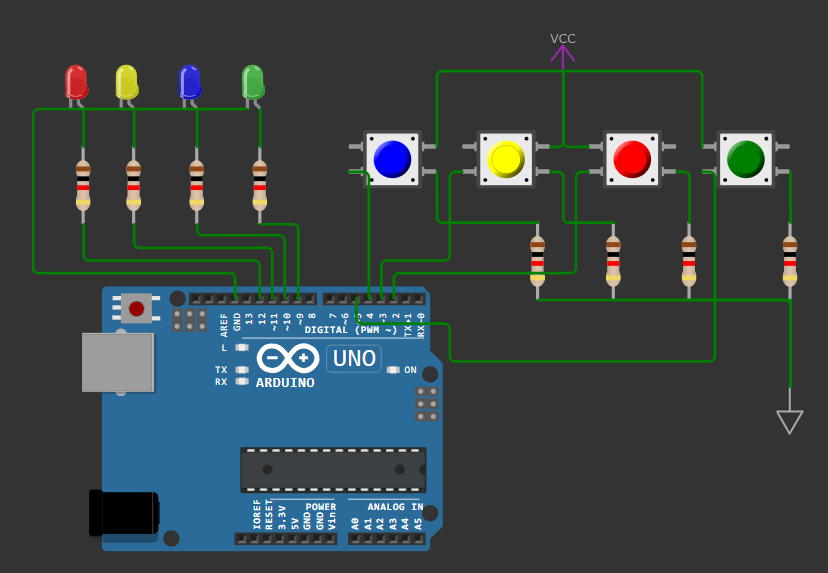 VCC
AREF
GND
13
12
~11
~10
~9
8
7
~6
4
~3
2
TX→1
RX←0
DIGITAL (PWM ~)
L
TX
RX
UNO
ON
ARDUINO
IOREF
RESET
3.3V
5V
GND
GND
Vin
POWER
ANALOG IN
A0
A1
A2
A3
A4
A5